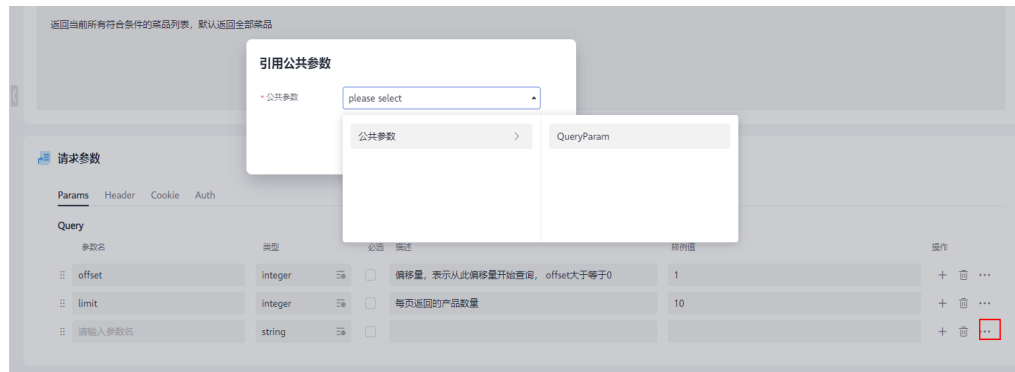 返回当前所有符合条件的菜品列表，默认返回全部菜品
引用公共参数
* 公共参数 please select
公共参数 QueryParam
请求参数
Params Header Cookie Auth
Query
参数名 类型 必选 描述 样例值 操作
offset integer 偏移量，表示从此偏移量开始查询， offset大于等于0 1
limit integer 每页返回的产品数量 10
请输入参数名 string